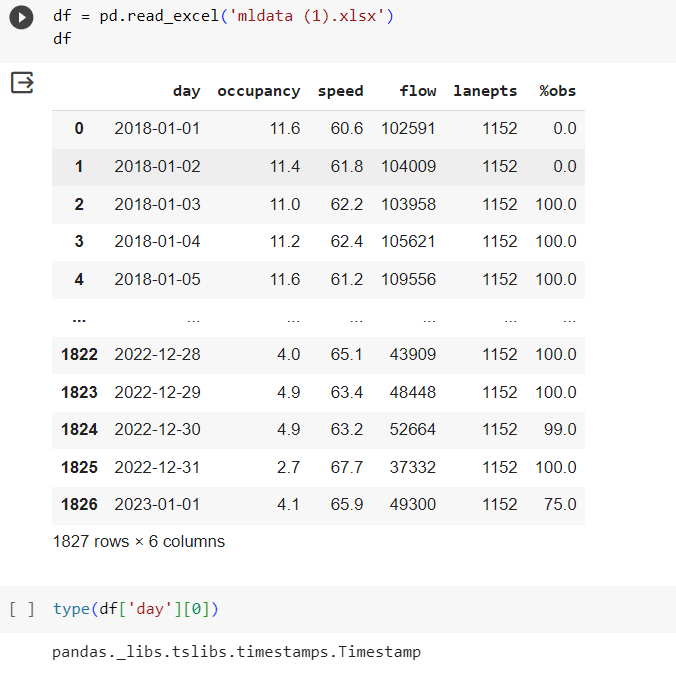 df = pd.read_excel('mldata (1).xlsx')
df
day occupancy speed flow lanepts %obs
0 2018-01-01 11.6 60.6 102591 1152 0.0
1 2018-01-02 11.4 61.8 104009 1152 0.0
2 2018-01-03 11.0 62.2 103958 1152 100.0
3 2018-01-04 11.2 62.4 105621 1152 100.0
4 2018-01-05 11.6 61.2 109556 1152 100.0
... ... ... ... ... ... ...
1822 2022-12-28 4.0 65.1 43909 1152 100.0
1823 2022-12-29 4.9 63.4 48448 1152 100.0
1824 2022-12-30 4.9 63.2 52664 1152 99.0
1825 2022-12-31 2.7 67.7 37332 1152 100.0
1826 2023-01-01 4.1 65.9 49300 1152 75.0
1827 rows × 6 columns
[ ] type(df['day'][0])
pandas._libs.tslibs.timestamps.Timestamp